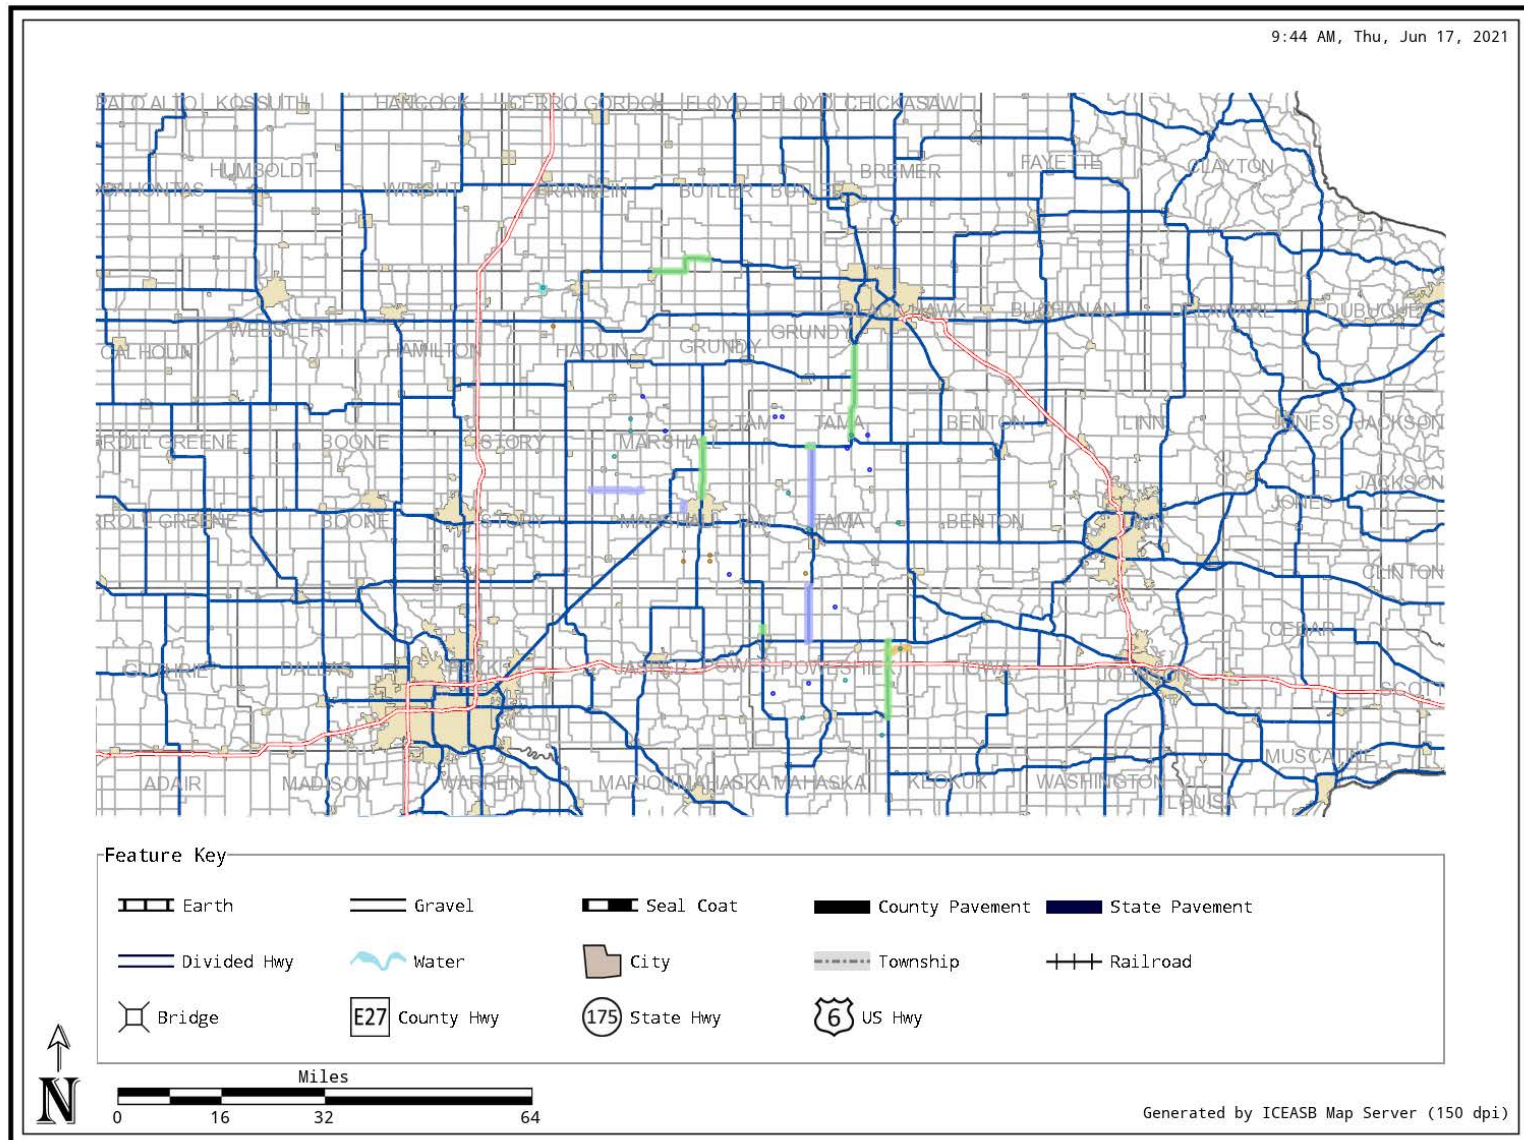 9:44 AM, Thu, Jun 17, 2021
KOSSUTH HANCOCK CERRO GORDO FLOYD FLOYD CHICKASAW
HUMBOLDT BREMER FAYETTE CLAYTON
WRIGHT FRANKLIN BUTLER
WEBSTER GRUNDY BUCHANAN DELAWARE DUBUQUE
CALHOUN HAMILTON HARDIN GRUNDY
TAMA BENTON LINN JONES JACKSON
GREENE BOONE STORY MARSHALL
JACKSON
JONES
GREENE BOONE STORY MARSHALL TAMA BENTON
CLINTON
CEDAR
GUTHRIE DALLAS JASPER POWESHIEK IOWA JOHNSON
SCOTT
MUSCATINE
ADAIR MADISON WARREN MARION MAHASKA MAHASKA KEOKUK WASHINGTON
LOUISA
Feature Key
Earth Gravel Seal Coat County Pavement State Pavement
Divided Hwy Water City Township Railroad
Bridge E27 County Hwy 175 State Hwy 6 US Hwy
N
Miles
0 16 32 64
Generated by ICEASB Map Server (150 dpi)